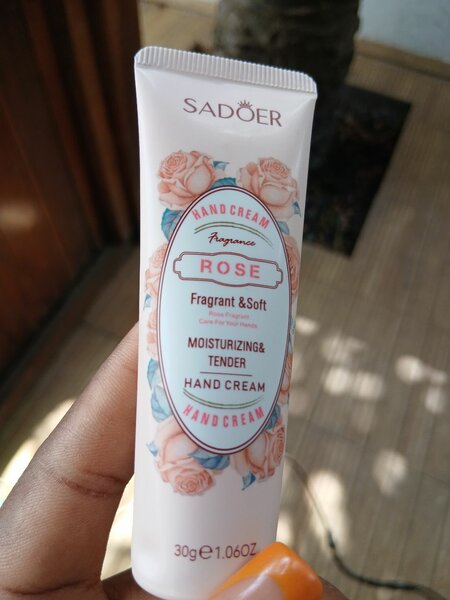 SADOER
HAND CREAM
Fragrance
ROSE
Fragrant &Soft
Rose Fragrant
Care For Your Hands
MOISTURIZING&
TENDER
HAND CREAM
HAND CREAM
30g℮1.06OZ